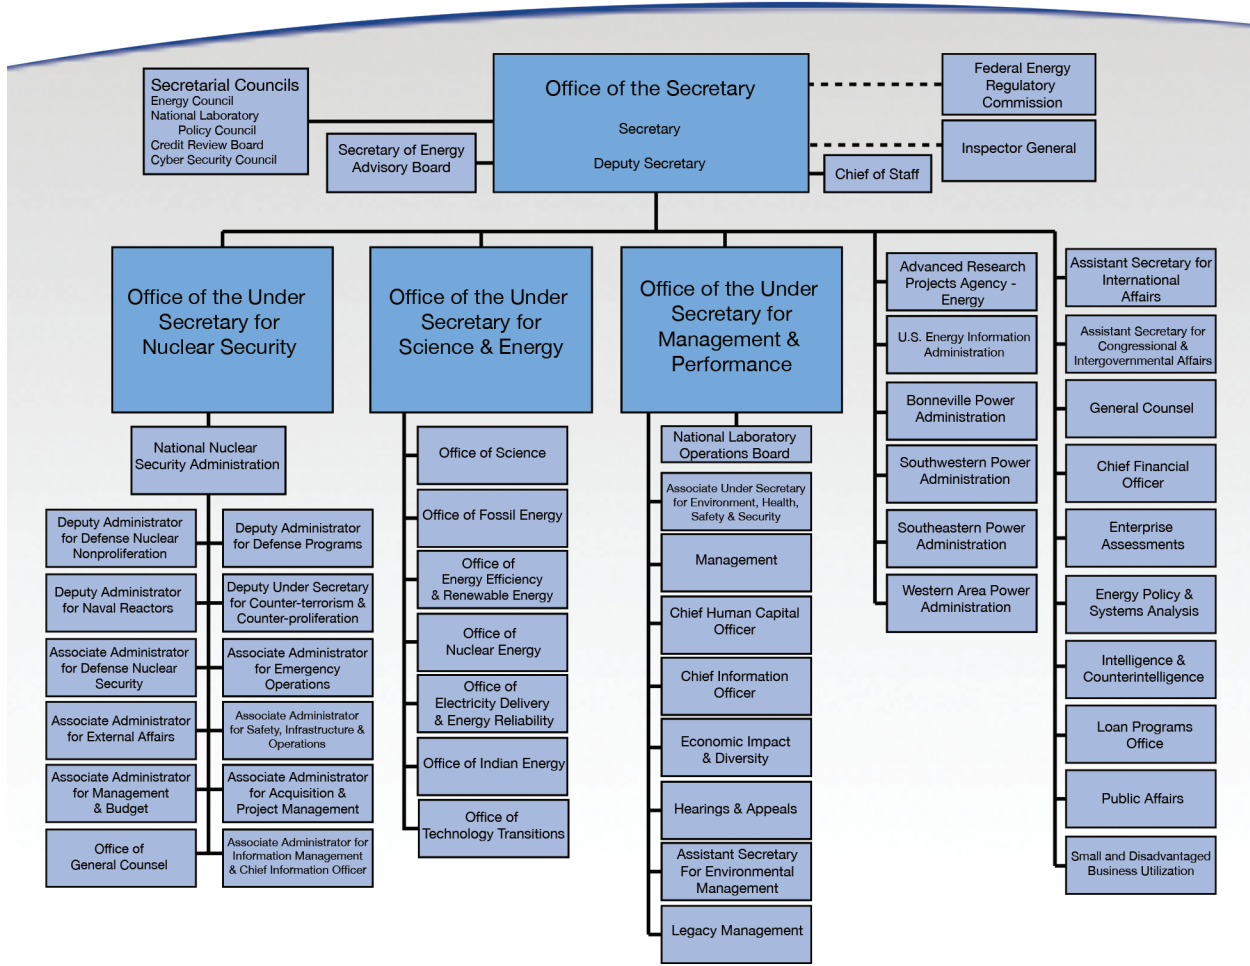 Secretarial Councils
Energy Council
National Laboratory
Policy Council
Credit Review Board
Cyber Security Council
Secretary of Energy
Advisory Board
Office of the Secretary
Secretary
Deputy Secretary
Federal Energy
Regulatory
Commission
Inspector General
Chief of Staff
Office of the Under
Secretary for
Nuclear Security
National Nuclear
Security Administration
Deputy Administrator
for Defense Nuclear
Nonproliferation
Deputy Administrator
for Defense Programs
Deputy Administrator
for Naval Reactors
Deputy Under Secretary
for Counter-terrorism &
Counter-proliferation
Associate Administrator
for Defense Nuclear
Security
Associate Administrator
for Emergency
Operations
Associate Administrator
for External Affairs
Associate Administrator
for Safety, Infrastructure &
Operations
Associate Administrator
for Management
& Budget
Associate Administrator
for Acquisition &
Project Management
Office of
General Counsel
Associate Administrator for
Information Management
& Chief Information Officer
Office of the Under
Secretary for
Science & Energy
Office of Science
Office of Fossil Energy
Office of
Energy Efficiency
& Renewable Energy
Office of
Nuclear Energy
Office of
Electricity Delivery
& Energy Reliability
Office of Indian Energy
Office of
Technology Transitions
Office of the Under
Secretary for
Management &
Performance
National Laboratory
Operations Board
Associate Under Secretary
for Environment, Health,
Safety & Security
Management
Chief Human Capital
Officer
Chief Information
Officer
Economic Impact
& Diversity
Hearings & Appeals
Assistant Secretary
For Environmental
Management
Legacy Management
Advanced Research
Projects Agency -
Energy
U.S. Energy Information
Administration
Bonneville Power
Administration
Southwestern Power
Administration
Southeastern Power
Administration
Western Area Power
Administration
Assistant Secretary for
International
Affairs
Assistant Secretary for
Congressional &
Intergovernmental Affairs
General Counsel
Chief Financial
Officer
Enterprise
Assessments
Energy Policy &
Systems Analysis
Intelligence &
Counterintelligence
Loan Programs
Office
Public Affairs
Small and Disadvantaged
Business Utilization